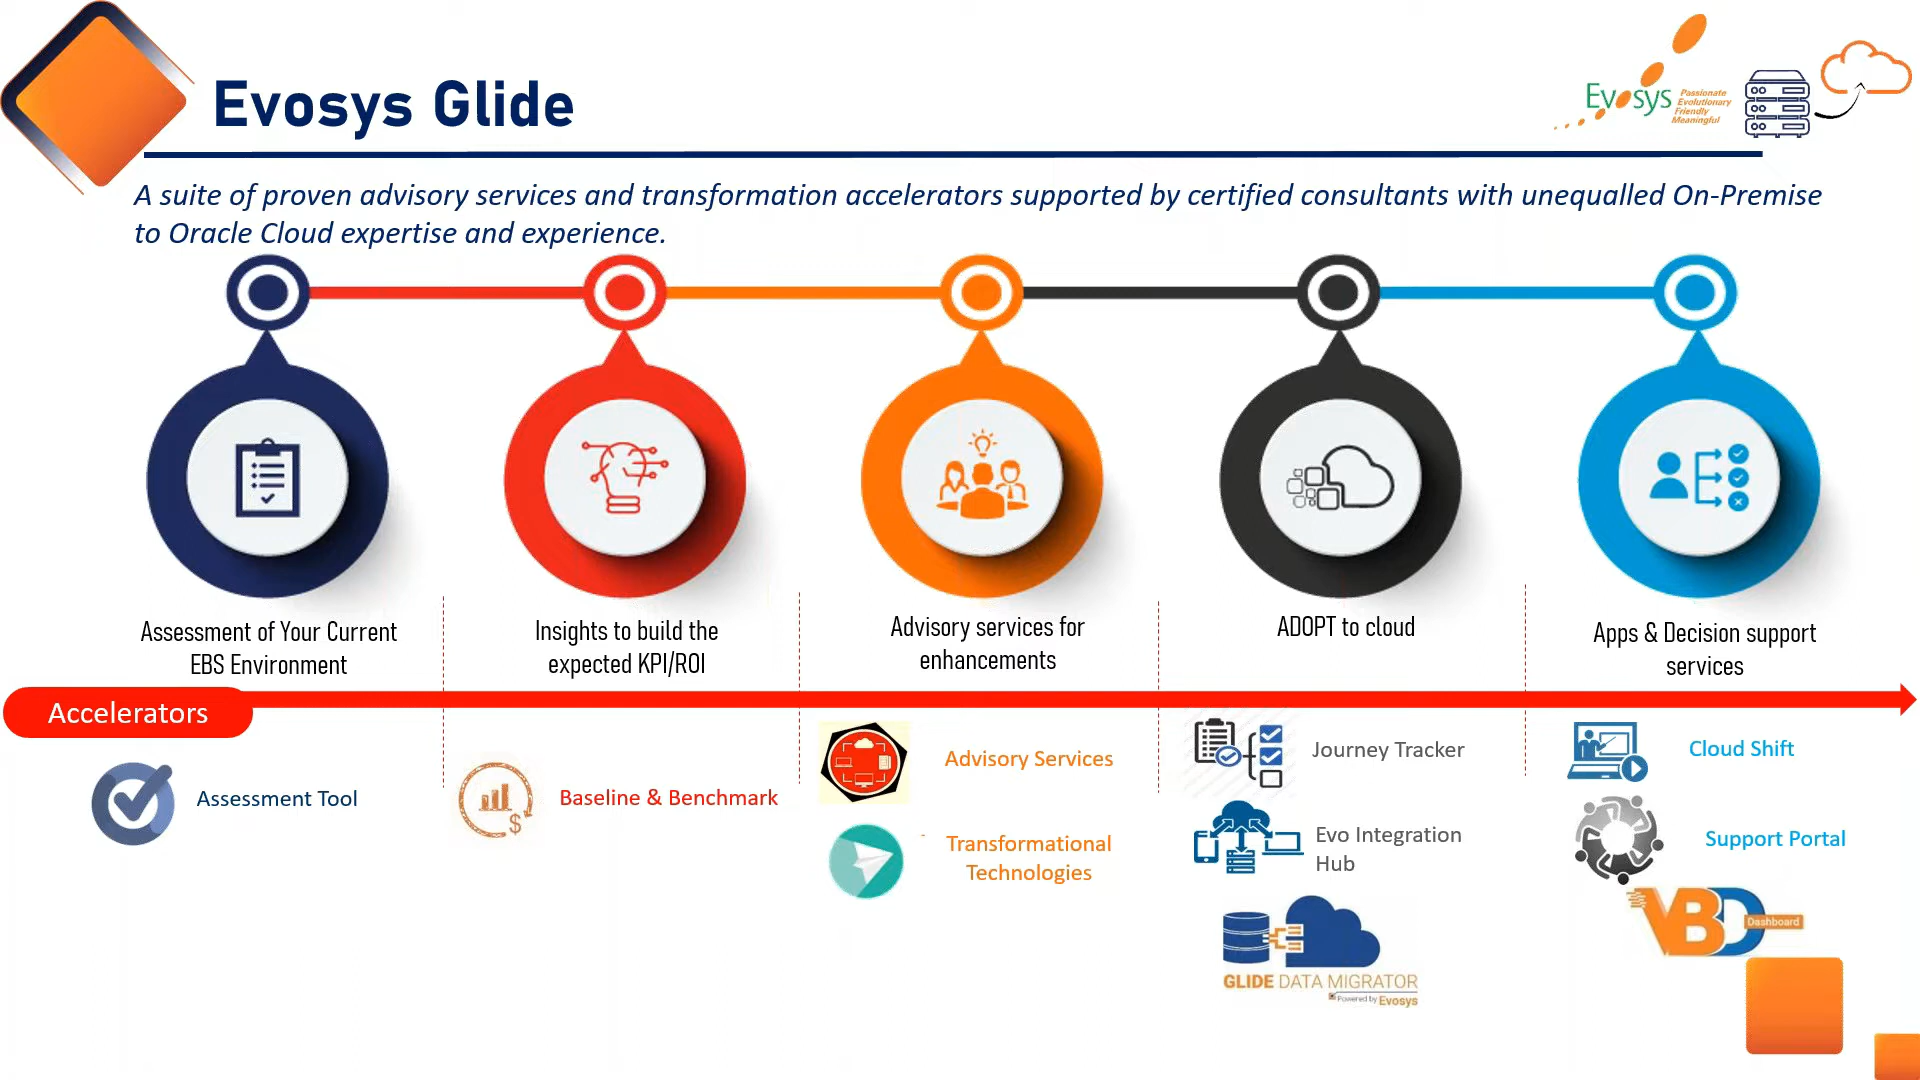 Evosys Glide
Evosys
Passionate
Evolutionary
Friendly
Meaningful
A suite of proven advisory services and transformation accelerators supported by certified consultants with unequalled On-Premise
to Oracle Cloud expertise and experience.
Assessment of Your Current
EBS Environment
Insights to build the
expected KPI/ROI
Advisory services for
enhancements
ADOPT to cloud
Apps & Decision support
services
Accelerators
Assessment Tool
Baseline & Benchmark
$
Advisory Services
Transformational
Technologies
Journey Tracker
Evo Integration
Hub
GLIDE DATA MIGRATOR
Powered by Evosys
Cloud Shift
Support Portal
VBD
Dashboard